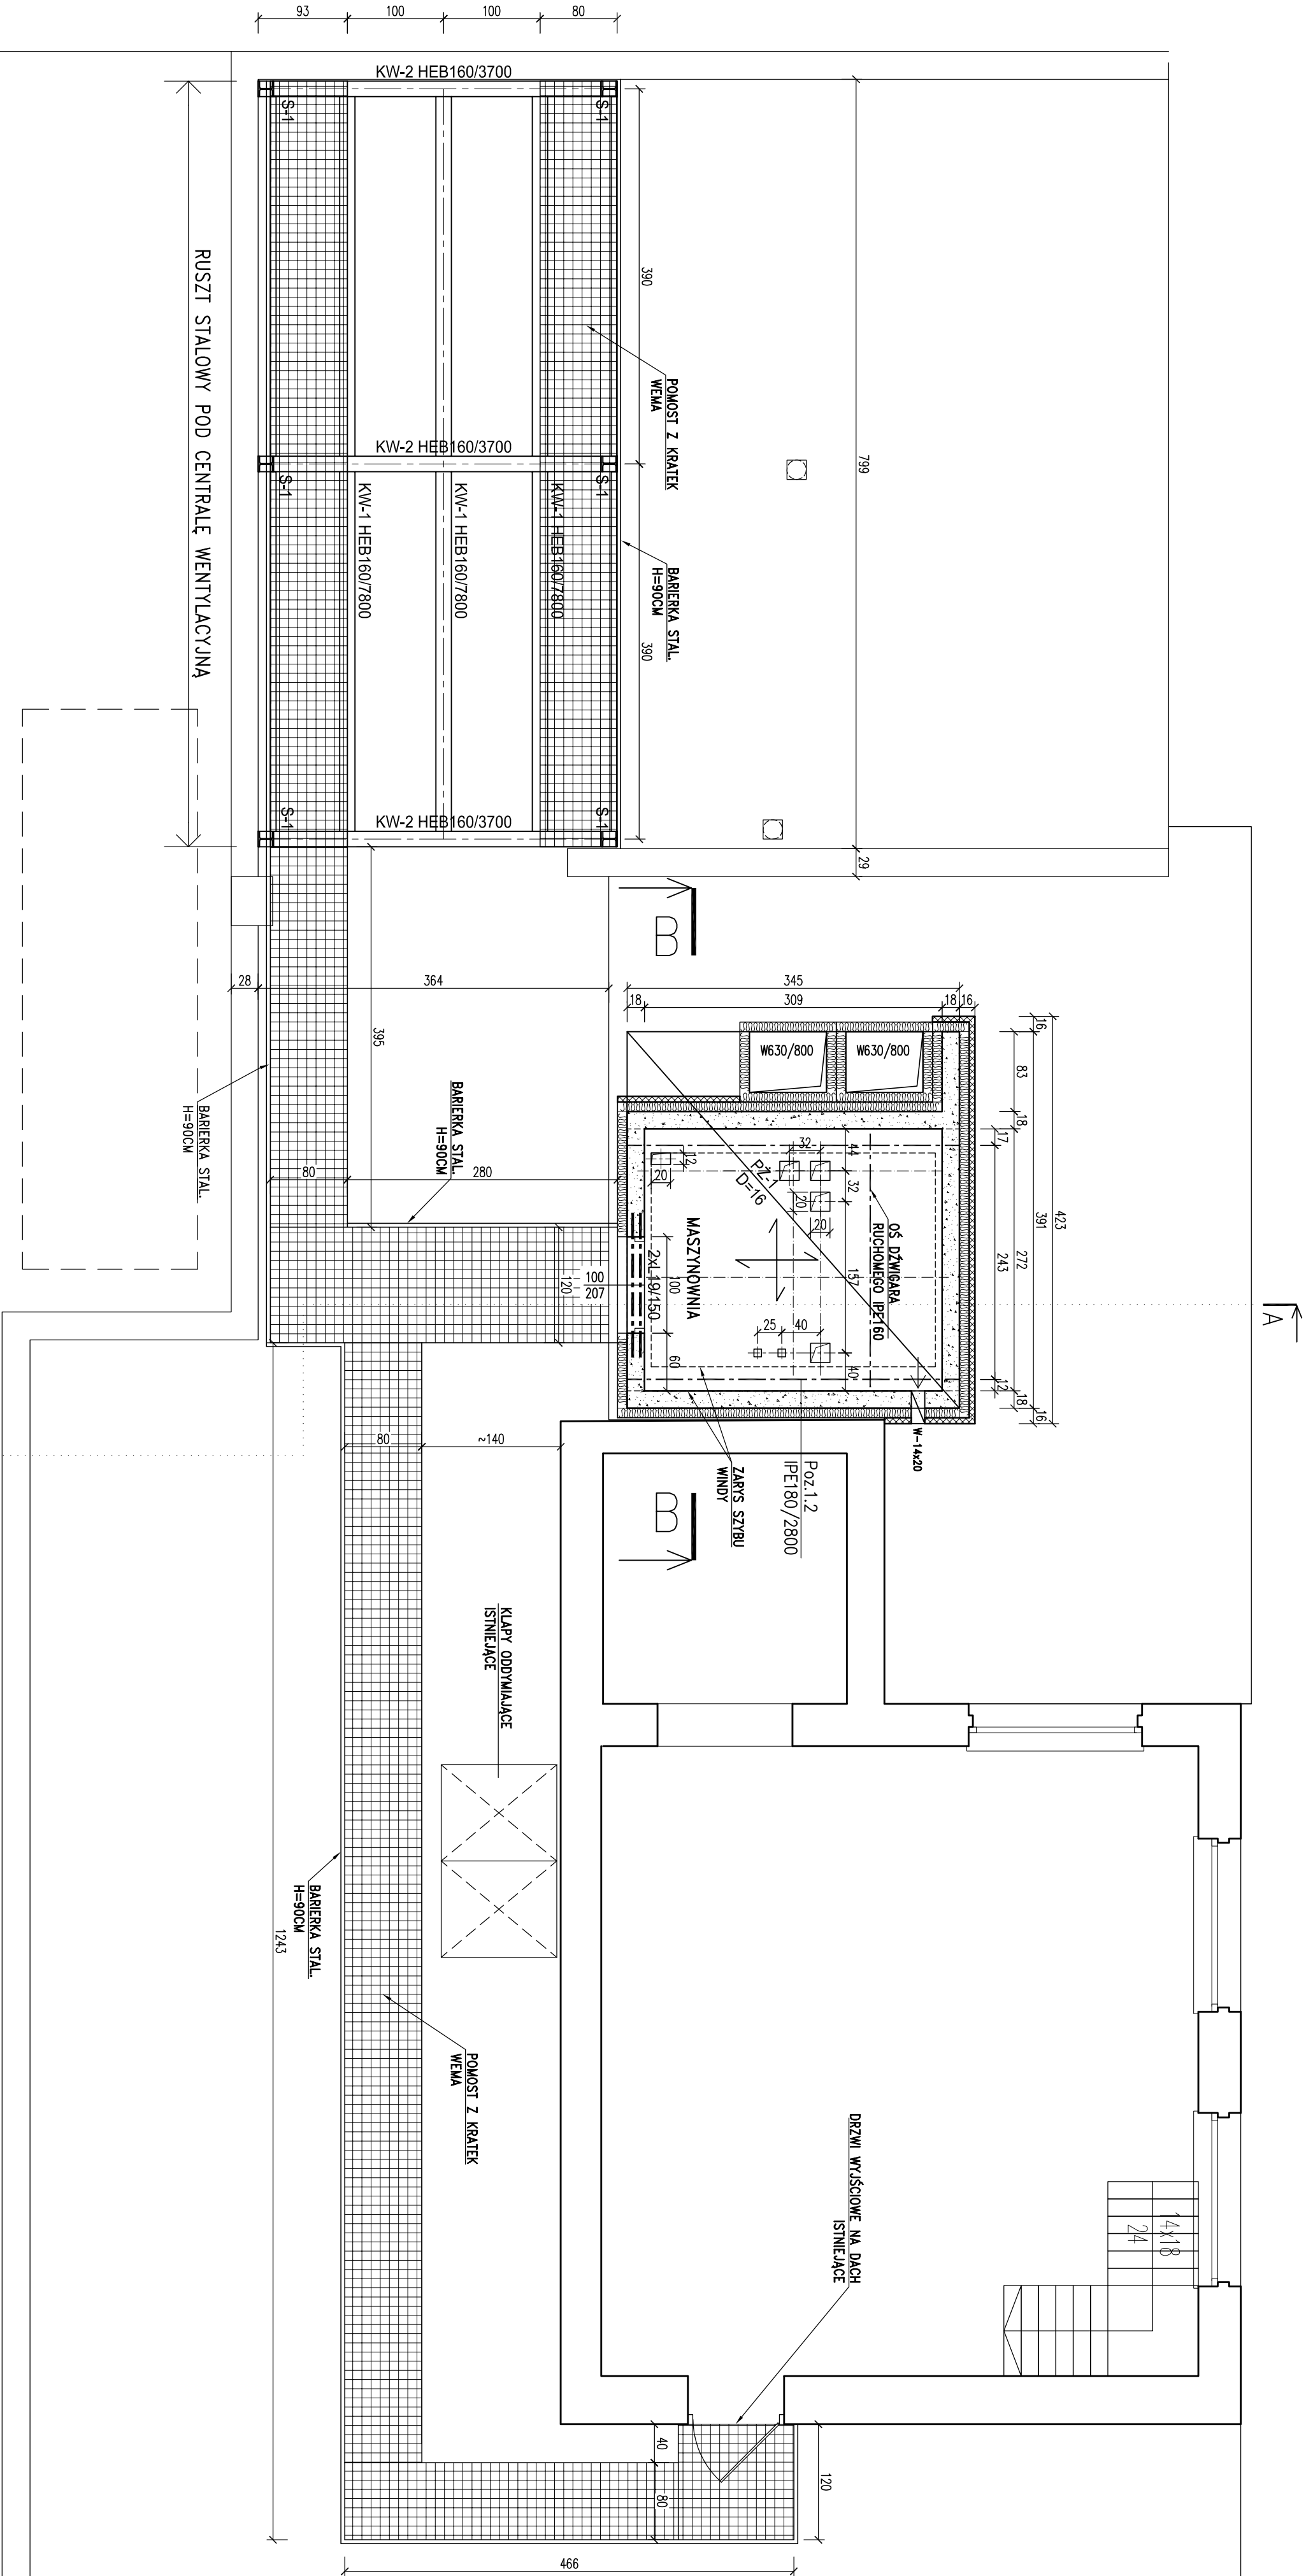 93
100
100
80
KW-2 HEB160/3700
S-1
S-1
390
799
RUSZT STALOWY POD CENTRALĘ WENTYLACYJNĄ
POMOST Z KRATEK
WEMA
KW-2 HEB160/3700
S-1
S-1
KW-1 HEB160/7800
KW-1 HEB160/7800
KW-1 HEB160/7800
BARIERKA STAL.
H=90CM
390
KW-2 HEB160/3700
S-1
S-1
29
B
28
364
395
345
18
309
18
16
W630/800
W630/800
16
83
18
17
423
391
272
243
12
18
16
BARIERKA STAL.
H=90CM
BARIERKA STAL.
H=90CM
80
280
12
20
32
44
32
20
20
157
PŻ-1
D=16
OŚ DŹWIGARA
RUCHOMEGO IPE160
MASZYNOWNIA
2xL19/150
100
207
120
100
60
25
40
40
A
W-14x20
80
~140
ZARYS SZYBU
WINDY
Poz.1.2
IPE180/2800
B
KLAPY ODDYMIAJĄCE
ISTNIEJĄCE
BARIERKA STAL.
H=90CM
1243
POMOST Z KRATEK
WEMA
DRZWI WYJŚCIOWE NA DACH
ISTNIEJĄCE
14x18
24
40
80
120
466